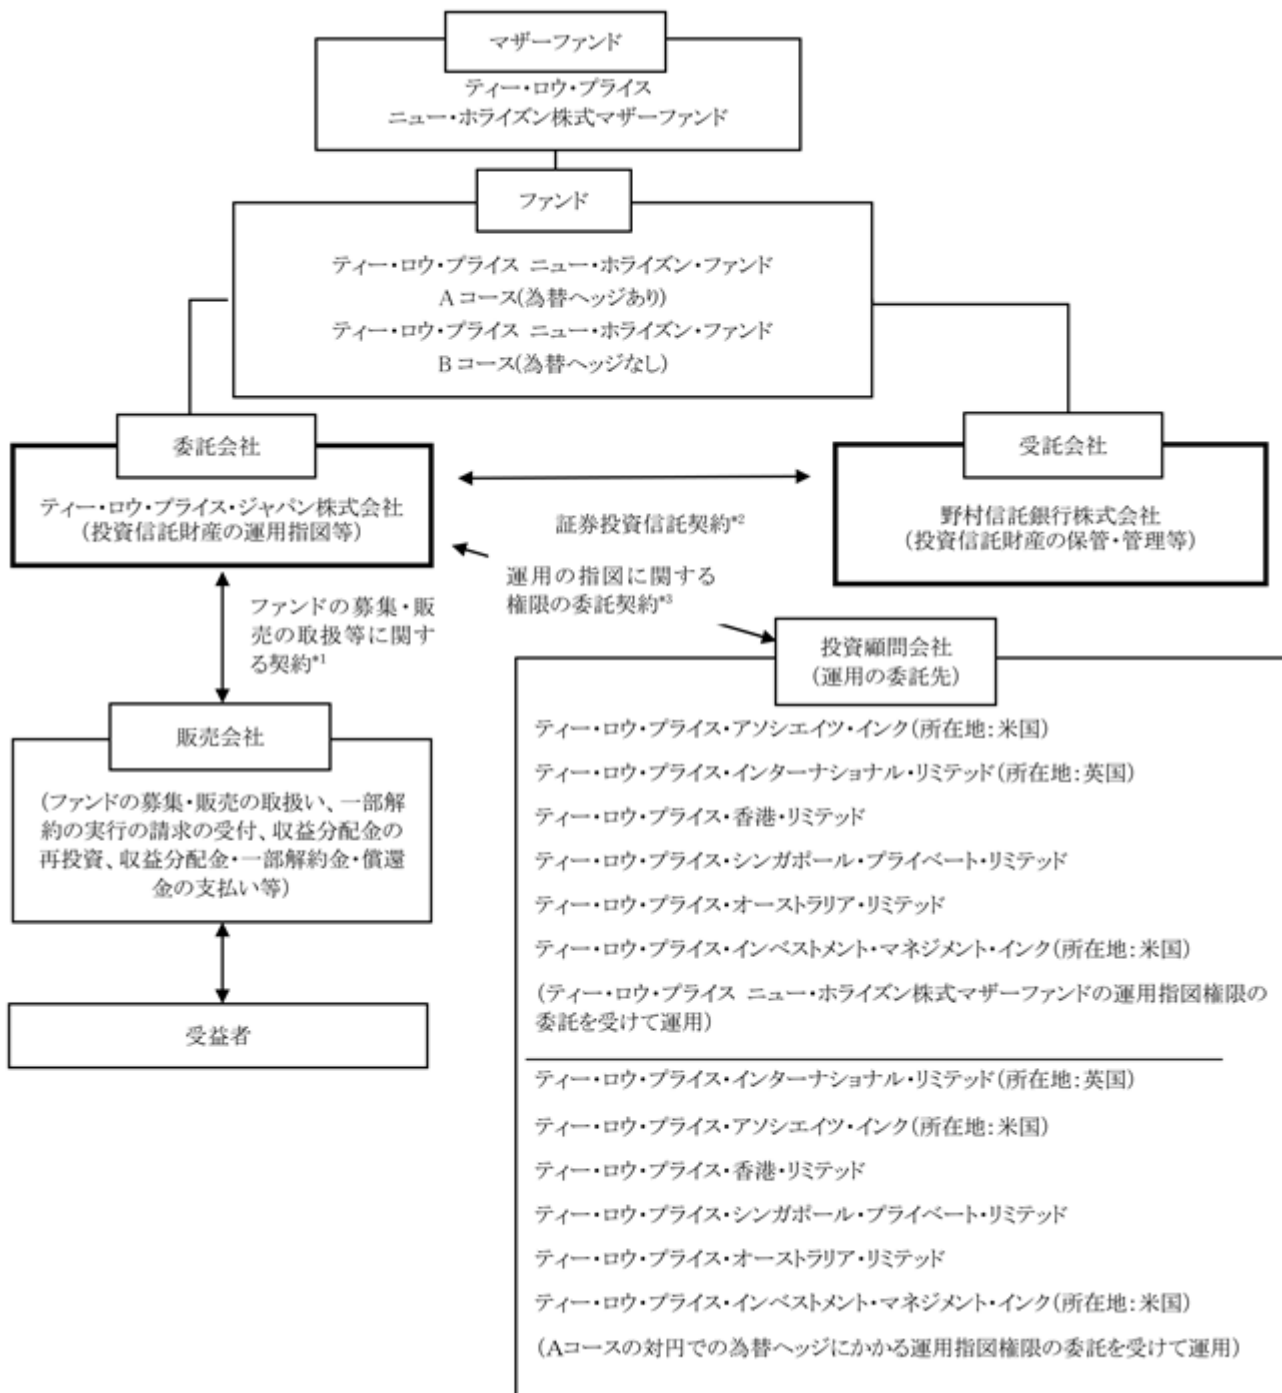 マザーファンド
ティー・ロウ・プライス
ニュー・ホライズン株式マザーファンド
ファンド
ティー・ロウ・プライス ニュー・ホライズン・ファンド
Aコース(為替ヘッジあり)
ティー・ロウ・プライス ニュー・ホライズン・ファンド
Bコース(為替ヘッジなし)
委託会社
ティー・ロウ・プライス・ジャパン株式会社
(投資信託財産の運用指図等)
受託会社
野村信託銀行株式会社
(投資信託財産の保管・管理等)
証券投資信託契約*2
運用の指図に関する
権限の委託契約*3
ファンドの募集・販
売の取扱等に関す
る契約*1
販売会社
(ファンドの募集・販売の取扱い、一部解
約の実行の請求の受付、収益分配金の
再投資、収益分配金・一部解約金・償還
金の支払い等)
受益者
投資顧問会社
(運用の委託先)
ティー・ロウ・プライス・アソシエイツ・インク(所在地:米国)
ティー・ロウ・プライス・インターナショナル・リミテッド(所在地:英国)
ティー・ロウ・プライス・香港・リミテッド
ティー・ロウ・プライス・シンガポール・プライベート・リミテッド
ティー・ロウ・プライス・オーストラリア・リミテッド
ティー・ロウ・プライス・インベストメント・マネジメント・インク(所在地:米国)
(ティー・ロウ・プライス ニュー・ホライズン株式マザーファンドの運用指図権限の
委託を受けて運用)
ティー・ロウ・プライス・インターナショナル・リミテッド(所在地:英国)
ティー・ロウ・プライス・アソシエイツ・インク(所在地:米国)
ティー・ロウ・プライス・香港・リミテッド
ティー・ロウ・プライス・シンガポール・プライベート・リミテッド
ティー・ロウ・プライス・オーストラリア・リミテッド
ティー・ロウ・プライス・インベストメント・マネジメント・インク(所在地:米国)
(Aコースの対円での為替ヘッジにかかる運用指図権限の委託を受けて運用)